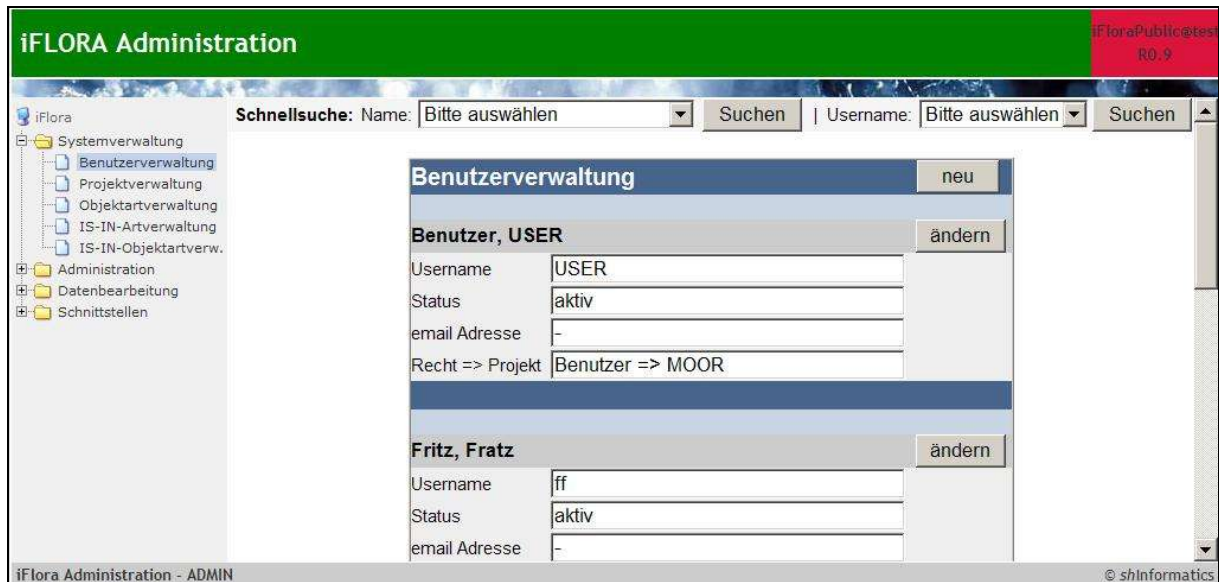 iFLORA Administration
iFloraPublic@test
R0.9
iFlora
Systemverwaltung
Benutzerverwaltung
Projektverwaltung
Objektartverwaltung
IS-IN-Artverwaltung
IS-IN-Objektartverw.
Administration
Datenbearbeitung
Schnittstellen
Schnellsuche: Name: Bitte auswählen Suchen | Username: Bitte auswählen Suchen
Benutzerverwaltung neu
Benutzer, USER ändern
Username USER
Status aktiv
email Adresse -
Recht => Projekt Benutzer => MOOR
Fritz, Fratz ändern
Username ff
Status aktiv
email Adresse -
iFlora Administration - ADMIN © shInformatics